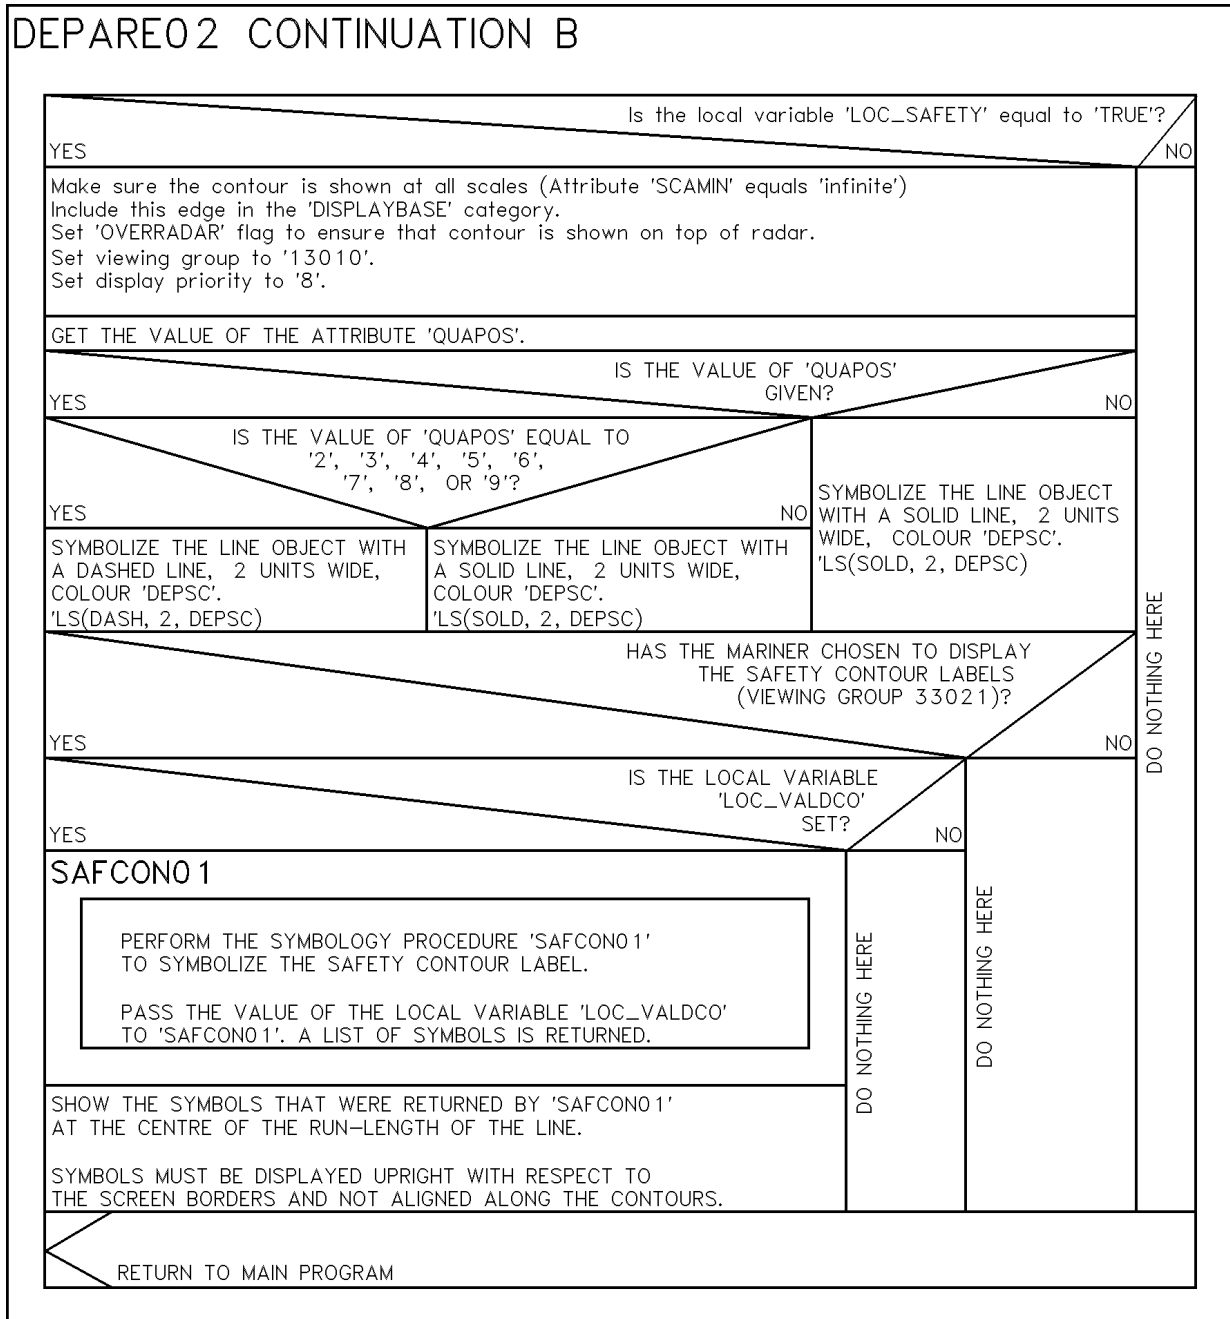 DEPARE02 CONTINUATION B
Is the local variable 'LOC_SAFETY' equal to 'TRUE'?
YES
NO
Make sure the contour is shown at all scales (Attribute 'SCAMIN' equals 'infinite')
Include this edge in the 'DISPLAYBASE' category.
Set 'OVERRADAR' flag to ensure that contour is shown on top of radar.
Set viewing group to '13010'.
Set display priority to '8'.
GET THE VALUE OF THE ATTRIBUTE 'QUAPOS'.
IS THE VALUE OF 'QUAPOS'
GIVEN?
YES
NO
IS THE VALUE OF 'QUAPOS' EQUAL TO
'2', '3', '4', '5', '6',
'7', '8', OR '9'?
YES
NO
SYMBOLIZE THE LINE OBJECT WITH
A DASHED LINE, 2 UNITS WIDE,
COLOUR 'DEPSC'.
'LS(DASH, 2, DEPSC)
SYMBOLIZE THE LINE OBJECT WITH
A SOLID LINE, 2 UNITS WIDE,
COLOUR 'DEPSC'.
'LS(SOLD, 2, DEPSC)
SYMBOLIZE THE LINE OBJECT
WITH A SOLID LINE, 2 UNITS
WIDE, COLOUR 'DEPSC'.
'LS(SOLD, 2, DEPSC)
DO NOTHING HERE
HAS THE MARINER CHOSEN TO DISPLAY
THE SAFETY CONTOUR LABELS
(VIEWING GROUP 33021)?
YES
NO
IS THE LOCAL VARIABLE
'LOC_VALDCO'
SET?
YES
NO
SAFCON01
PERFORM THE SYMBOLOGY PROCEDURE 'SAFCON01'
TO SYMBOLIZE THE SAFETY CONTOUR LABEL.
PASS THE VALUE OF THE LOCAL VARIABLE 'LOC_VALDCO'
TO 'SAFCON01'. A LIST OF SYMBOLS IS RETURNED.
DO NOTHING HERE
DO NOTHING HERE
SHOW THE SYMBOLS THAT WERE RETURNED BY 'SAFCON01'
AT THE CENTRE OF THE RUN-LENGTH OF THE LINE.
SYMBOLS MUST BE DISPLAYED UPRIGHT WITH RESPECT TO
THE SCREEN BORDERS AND NOT ALIGNED ALONG THE CONTOURS.
RETURN TO MAIN PROGRAM